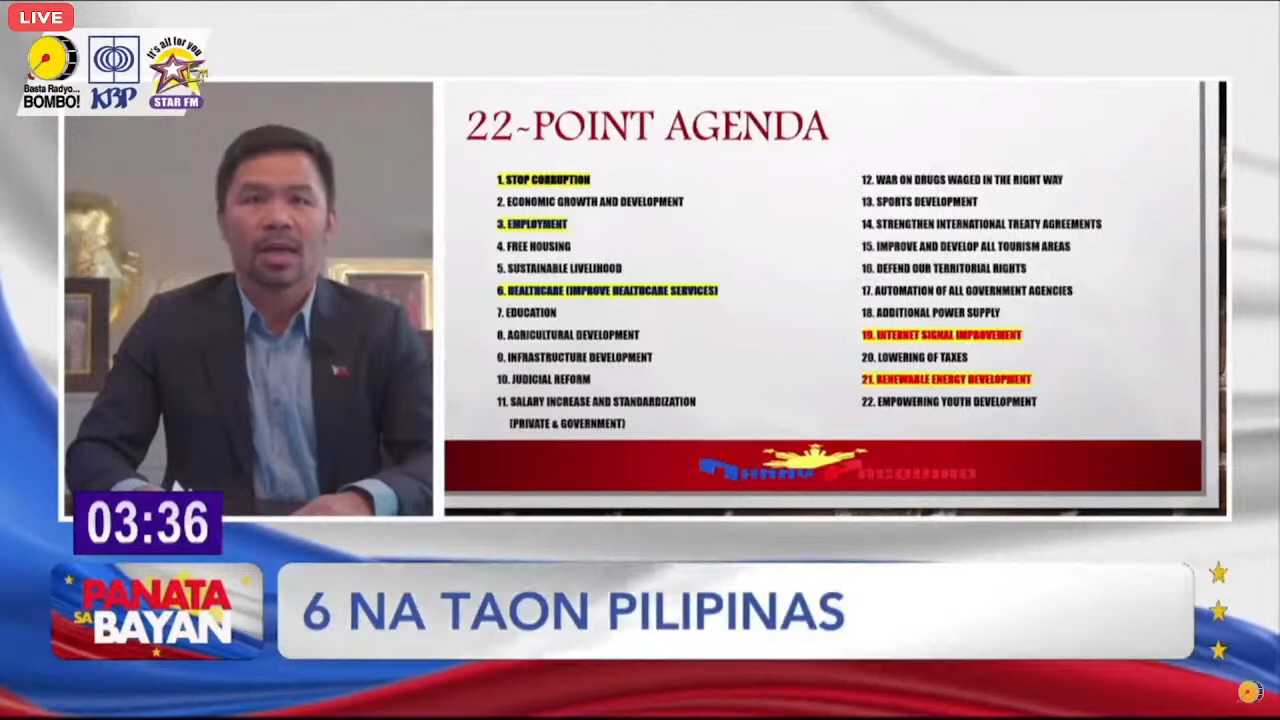 LIVE
Basta Radyo...
BOMBO!
KBP
It's all for you
STAR FM
22-POINT AGENDA
1. STOP CORRUPTION
2. ECONOMIC GROWTH AND DEVELOPMENT
3. EMPLOYMENT
4. FREE HOUSING
5. SUSTAINABLE LIVELIHOOD
6. HEALTHCARE (IMPROVE HEALTHCARE SERVICES)
7. EDUCATION
8. AGRICULTURAL DEVELOPMENT
9. INFRASTRUCTURE DEVELOPMENT
10. JUDICIAL REFORM
11. SALARY INCREASE AND STANDARDIZATION
(PRIVATE & GOVERNMENT)
12. WAR ON DRUGS WAGED IN THE RIGHT WAY
13. SPORTS DEVELOPMENT
14. STRENGTHEN INTERNATIONAL TREATY AGREEMENTS
15. IMPROVE AND DEVELOP ALL TOURISM AREAS
16. DEFEND OUR TERRITORIAL RIGHTS
17. AUTOMATION OF ALL GOVERNMENT AGENCIES
18. ADDITIONAL POWER SUPPLY
19. INTERNET SIGNAL IMPROVEMENT
20. LOWERING OF TAXES
21. RENEWABLE ENERGY DEVELOPMENT
22. EMPOWERING YOUTH DEVELOPMENT
MANNY PACQUIAO
03:36
PANATA
SA BAYAN
6 NA TAON PILIPINAS